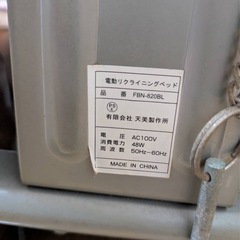 電動リクライニングベッド
品番 FBN-820BL
PSE
有限会社 天美製作所
電圧 AC100V
消費電力 48W
周波数 50Hz-60Hz
MADE IN CHINA